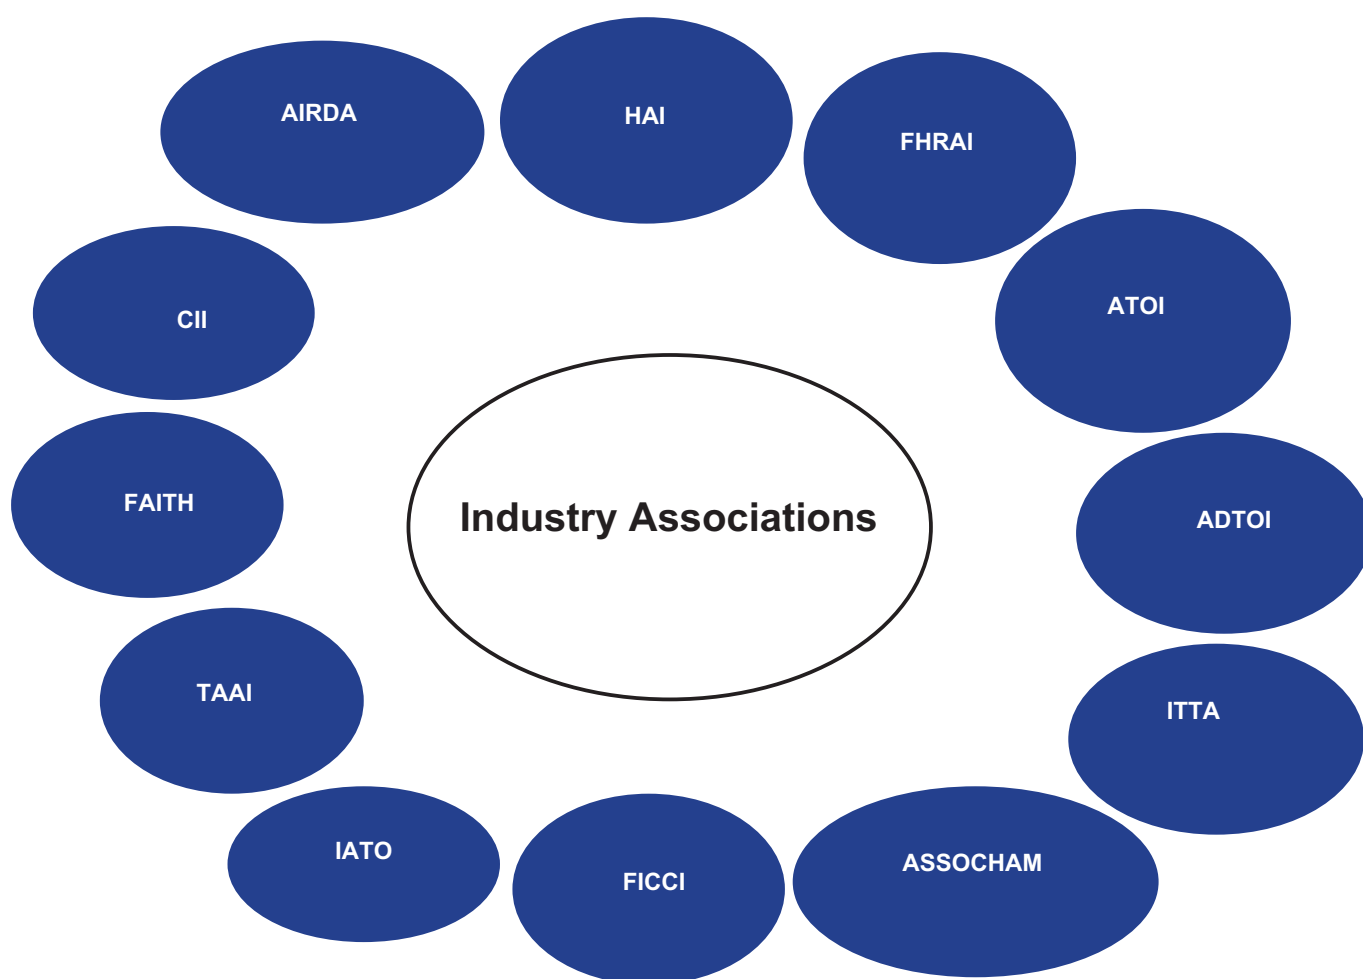 AIRDA
HAI
FHRAI
ATOI
CII
Industry Associations
FAITH
ADTOI
TAAI
ITTA
IATO
FICCI
ASSOCHAM